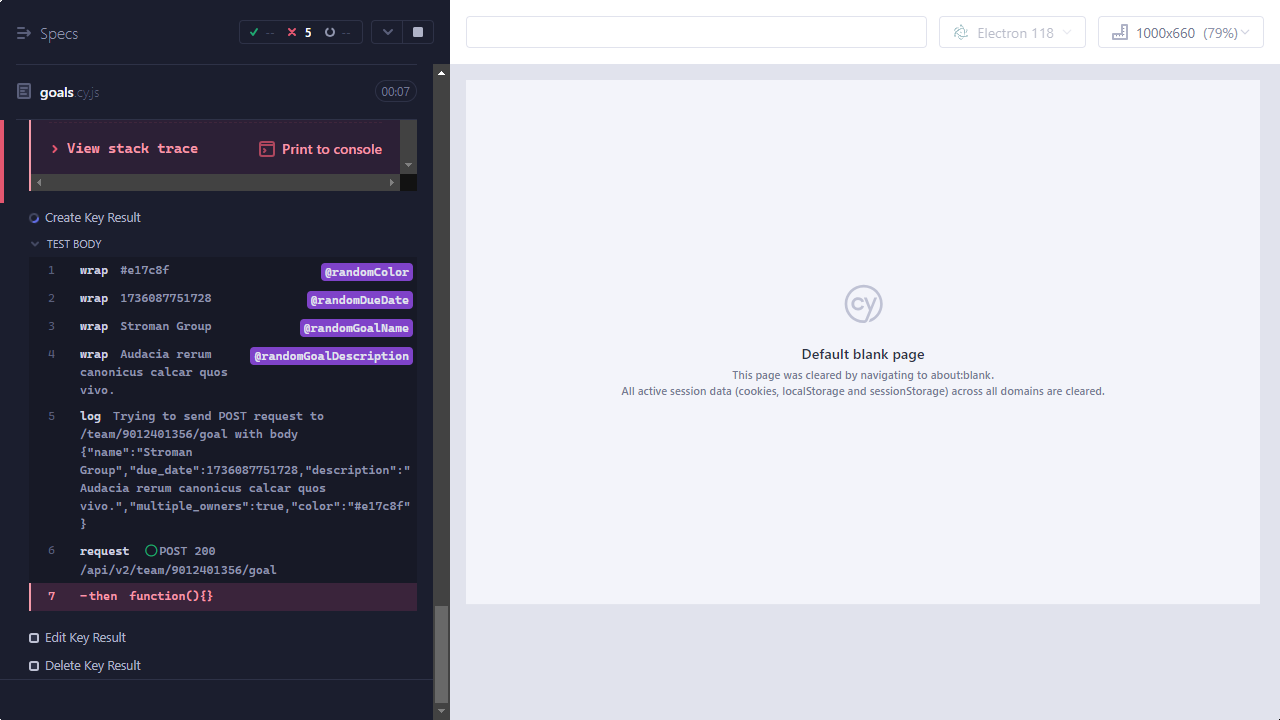 Specs
-- 5 --
Electron 118
1000x660 (79%)
goals.cy.js
00:07
View stack trace
Print to console
Create Key Result
TEST BODY
1 wrap #e17c8f @randomColor
2 wrap 1736087751728 @randomDueDate
3 wrap Stroman Group @randomGoalName
4 wrap Audacia rerum @randomGoalDescription
canonicus calcar quos
vivo.
5 log Trying to send POST request to
/team/9012401356/goal with body
{"name":"Stroman
Group","due_date":1736087751728,"description":"
Audacia rerum canonicus calcar quos
vivo.","multiple_owners":true,"color":"#e17c8f"
}
6 request POST 200
/api/v2/team/9012401356/goal
7 -then function(){}
Edit Key Result
Delete Key Result
cy
Default blank page
This page was cleared by navigating to about:blank.
All active session data (cookies, localStorage and sessionStorage) across all domains are cleared.